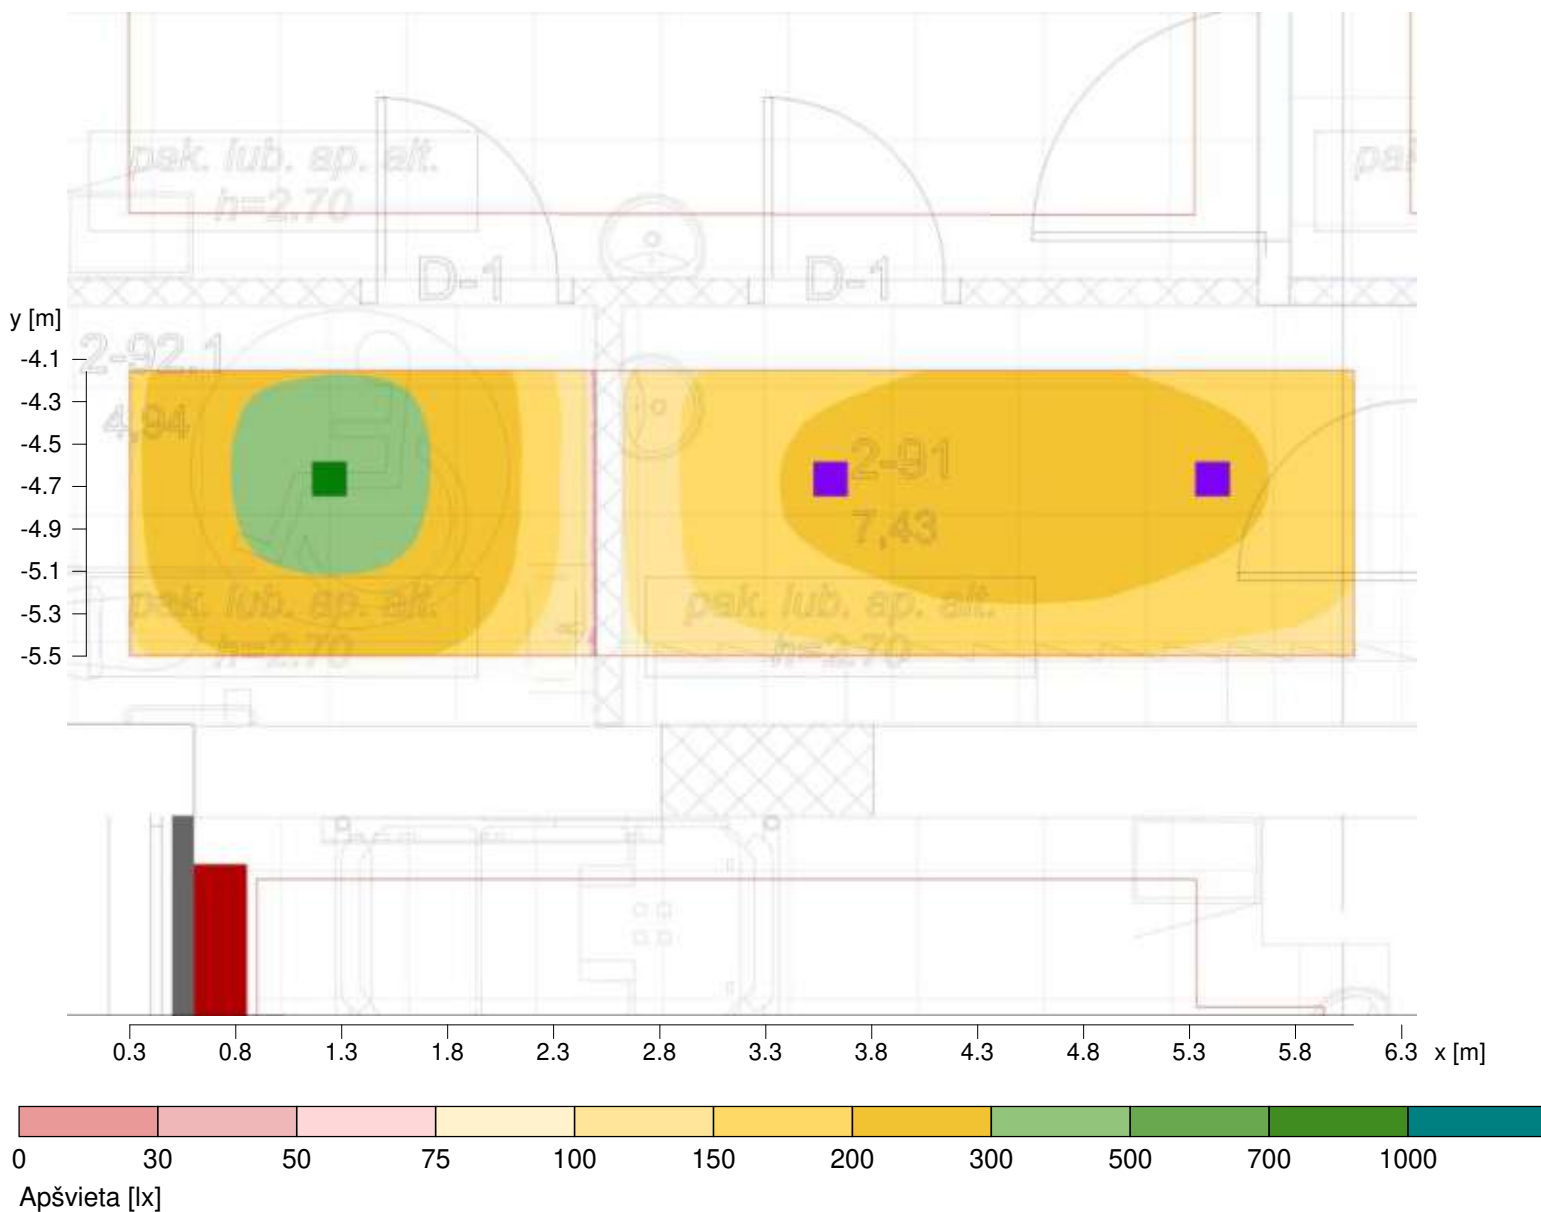 pak. lub. ap. alt.
h=2.70
pa
D-1
D-1
y [m]
2-92.1
4,94
-4.1
-4.3
-4.5
-4.7
-4.9
-5.1
-5.3
-5.5
2-91
7,43
pak. lub. ap. alt.
h=2.70
pak. lub. ap. alt.
h=2.70
0.3 0.8 1.3 1.8 2.3 2.8 3.3 3.8 4.3 4.8 5.3 5.8 6.3 x [m]
0 30 50 75 100 150 200 300 500 700 1000
Apšvieta [lx]